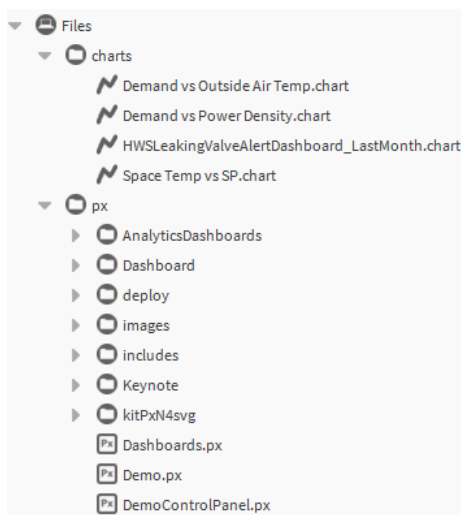 Files
charts
Demand vs Outside Air Temp.chart
Demand vs Power Density.chart
HWSLeakingValveAlertDashboard_LastMonth.chart
Space Temp vs SP.chart
px
AnalyticsDashboards
Dashboard
deploy
images
includes
Keynote
kitPxN4svg
Px Dashboards.px
Px Demo.px
Px DemoControlPanel.px